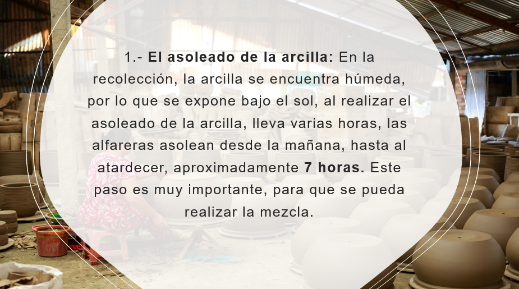 1.- El asoleado de la arcilla: En la
recolección, la arcilla se encuentra húmeda,
por lo que se expone bajo el sol, al realizar el
asoleado de la arcilla, lleva varias horas, las
alfareras asolean desde la mañana, hasta al
atardecer, aproximadamente 7 horas. Este
paso es muy importante, para que se pueda
realizar la mezcla.